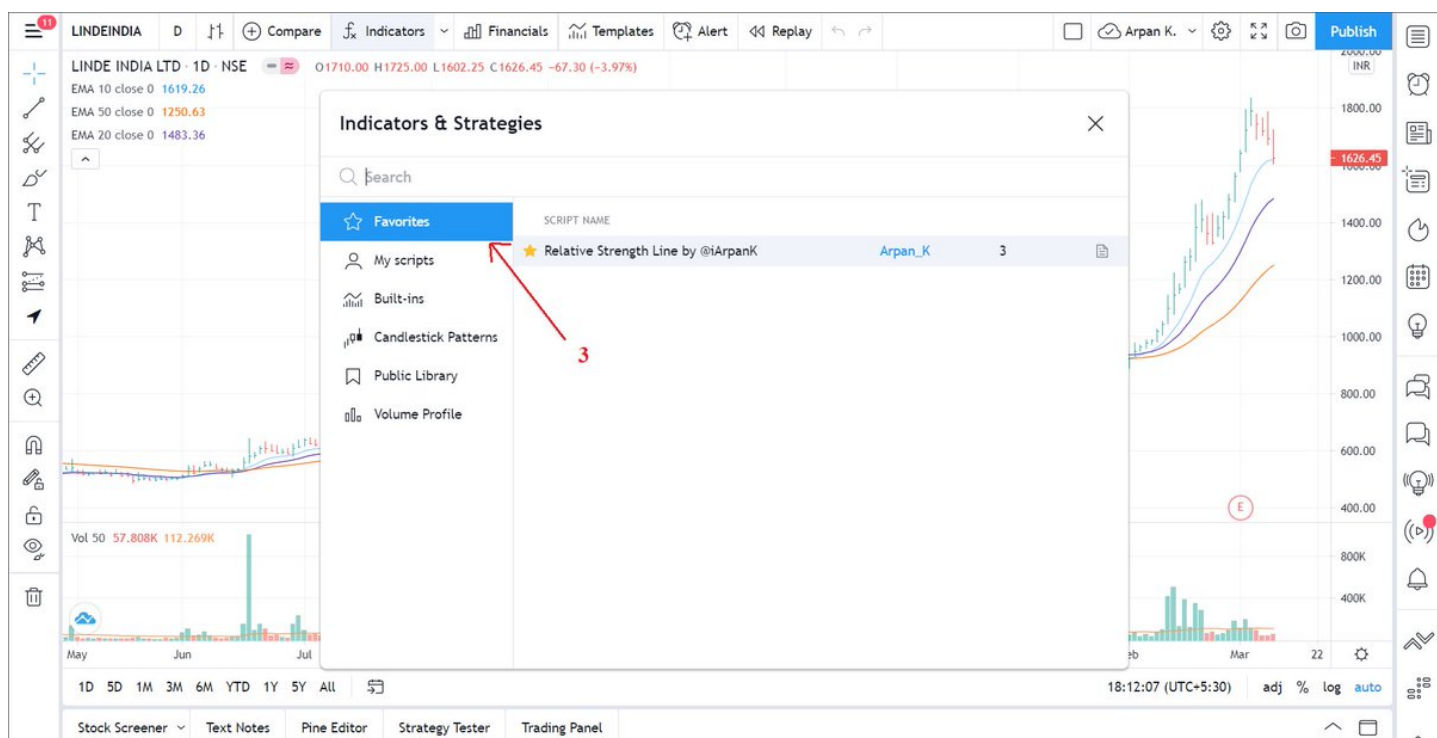 11 LINDEINDIA D Compare Indicators Financials Templates Alert Replay Arpan K. Publish
LINDE INDIA LTD · 1D · NSE O1710.00 H1725.00 L1602.25 C1626.45 −67.30 (−3.97%)
EMA 10 close 0 1619.26
EMA 50 close 0 1250.63
EMA 20 close 0 1483.36
INR
1800.00
1626.45
1400.00
1200.00
1000.00
800.00
600.00
400.00
800K
400K
Indicators & Strategies
Search
Favorites
My scripts
Built-ins
Candlestick Patterns
Public Library
Volume Profile
SCRIPT NAME
Relative Strength Line by @iArpanK Arpan_K 3
3
E
Vol 50 57.808K 112.269K
May Jun Jul Mar 22
1D 5D 1M 3M 6M YTD 1Y 5Y All 18:12:07 (UTC+5:30) adj % log auto
Stock Screener Text Notes Pine Editor Strategy Tester Trading Panel